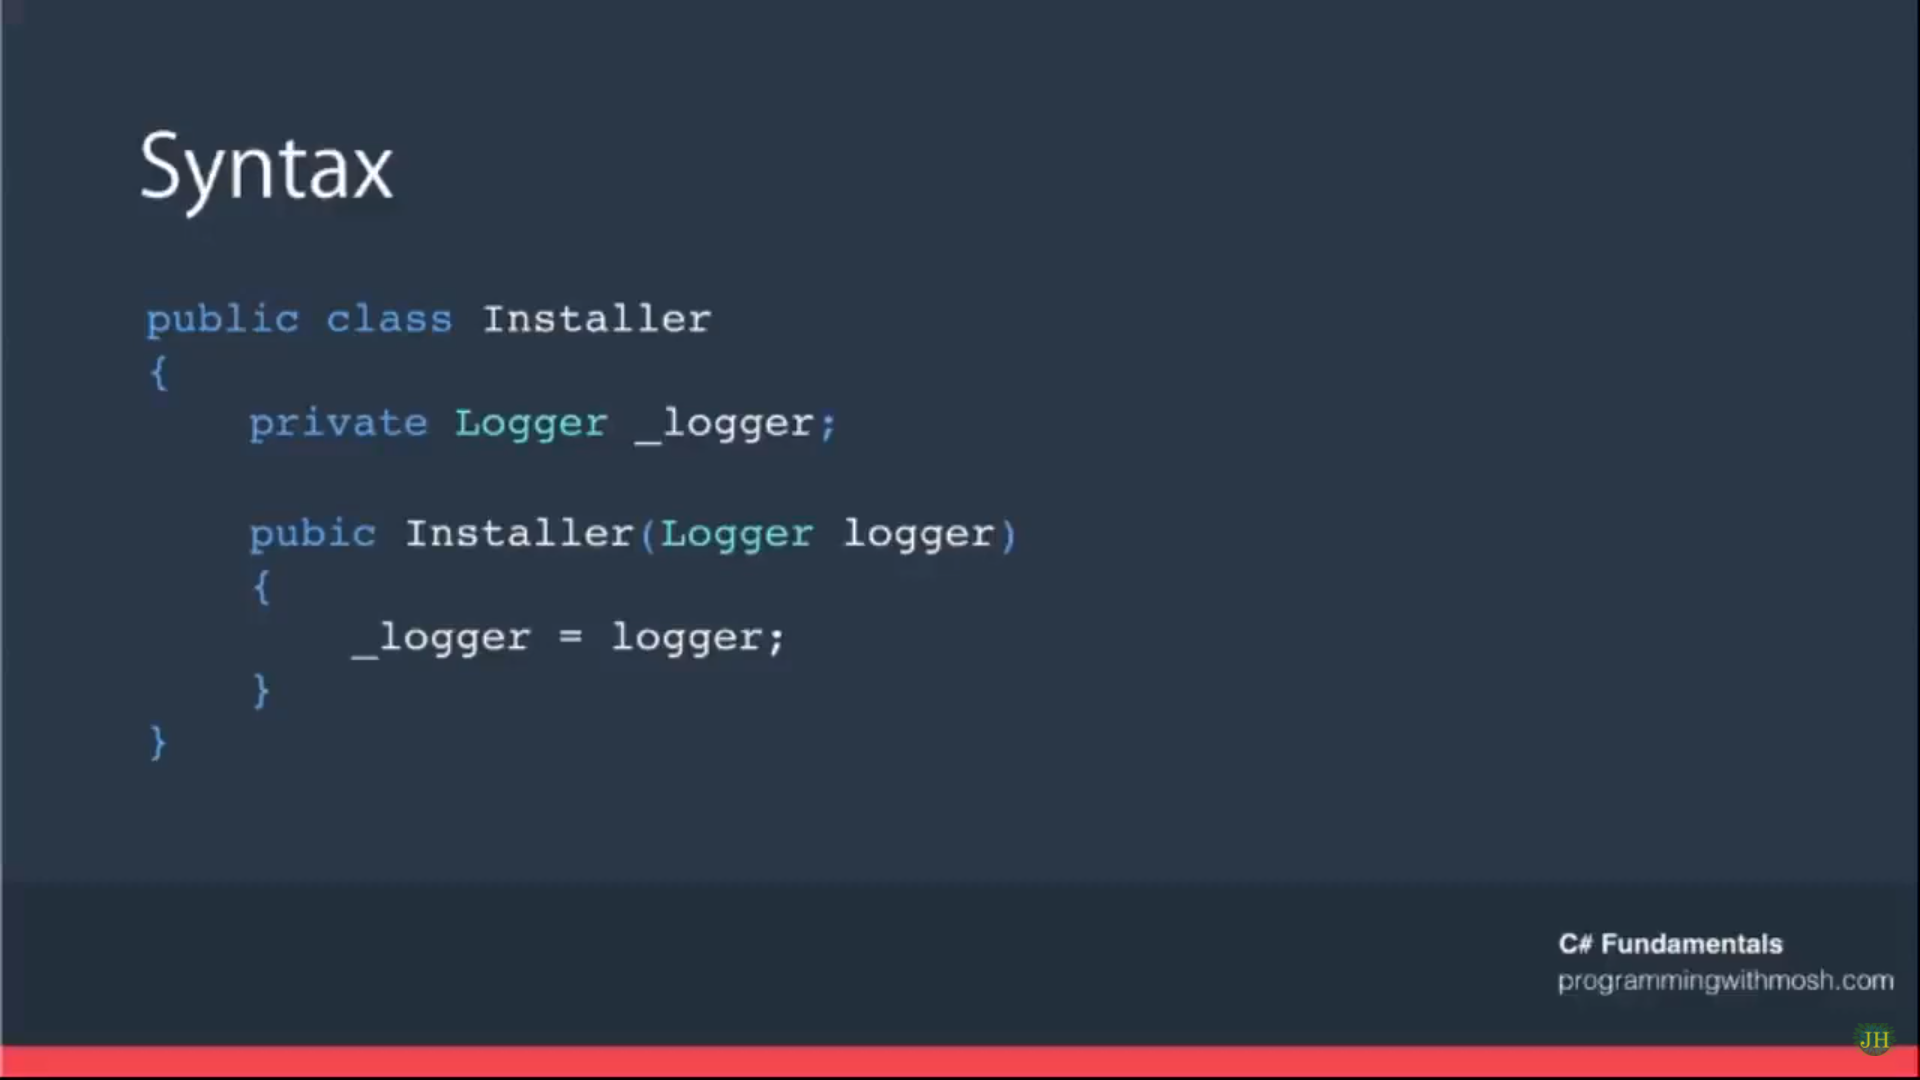 Syntax
public class Installer
{
private Logger _logger;
pubic Installer(Logger logger)
{
_logger = logger;
}
}
C# Fundamentals
programmingwithmosh.com
JH